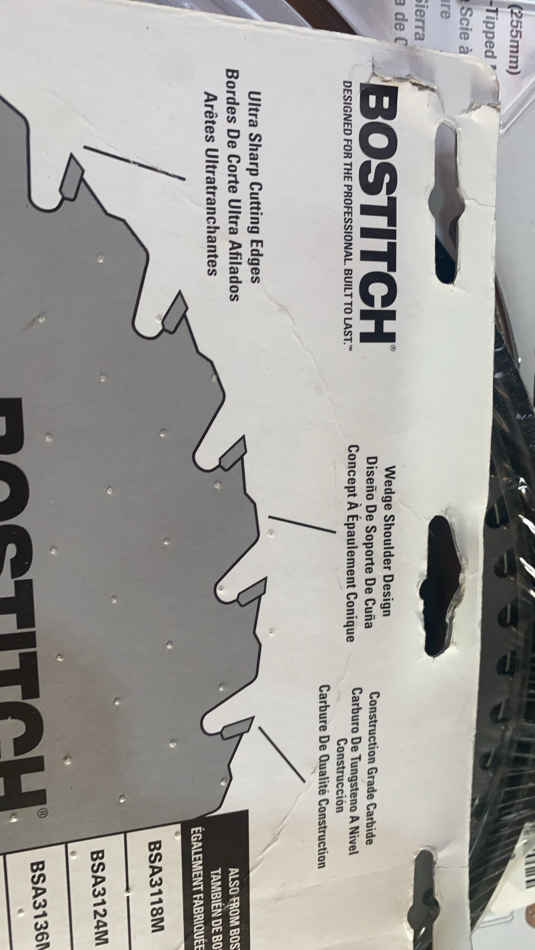 (255mm)
-Tipped
Scie à
BOSTITCH®
DESIGNED FOR THE PROFESSIONAL. BUILT TO LAST.™
Ultra Sharp Cutting Edges
Bordes De Corte Ultra Afilados
Arêtes Ultratranchantes
Wedge Shoulder Design
Diseño De Soporte De Cuña
Concept À Épaulement Conique
Construction Grade Carbide
Carburo De Tungsteno A Nivel
Construcción
Carbure De Qualité Construction
BOSTITCH®
ALSO FROM BOS
TAMBIÉN DE BO
ÉGALEMENT FABRIQUÉE
BSA3118M
BSA3124M
BSA3136